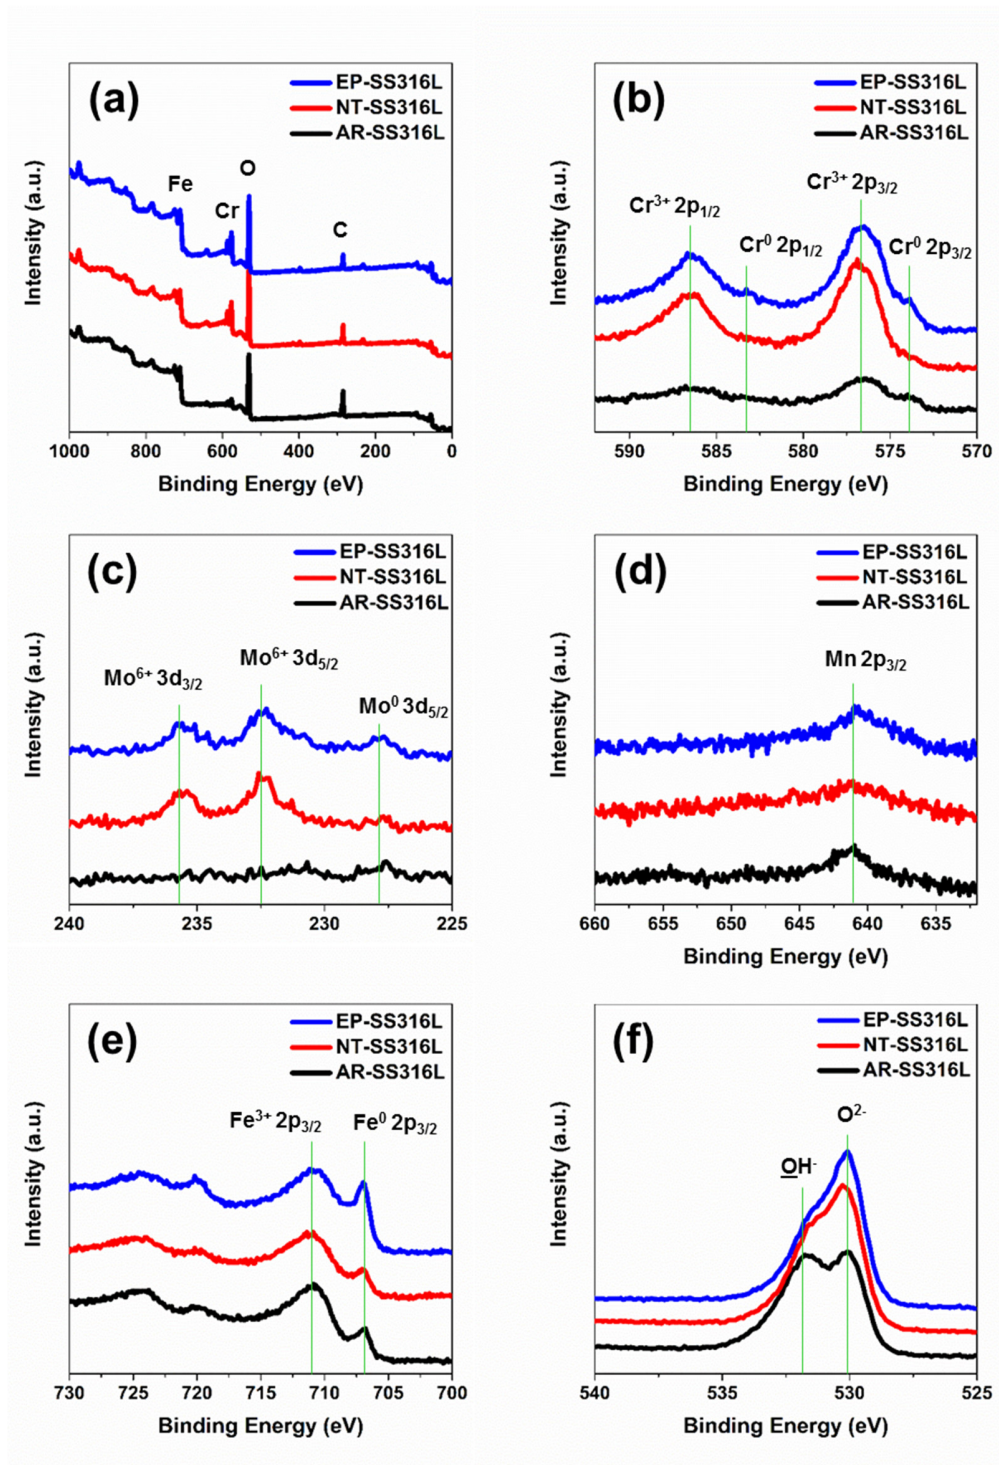 (a)
EP-SS316L
NT-SS316L
AR-SS316L
O
Fe
Cr
C
Intensity (a.u.)
1000 800 600 400 200 0
Binding Energy (eV)
(b)
EP-SS316L
NT-SS316L
AR-SS316L
Cr³⁺ 2p₃/₂
Cr³⁺ 2p₁/₂
Cr⁰ 2p₁/₂
Cr⁰ 2p₃/₂
Intensity (a.u.)
590 585 580 575 570
Binding Energy (eV)
(c)
EP-SS316L
NT-SS316L
AR-SS316L
Mo⁶⁺ 3d₅/₂
Mo⁶⁺ 3d₃/₂
Mo⁰ 3d₅/₂
Intensity (a.u.)
240 235 230 225
(d)
EP-SS316L
NT-SS316L
AR-SS316L
Mn 2p₃/₂
Intensity (a.u.)
660 655 650 645 640 635
Binding Energy (eV)
(e)
EP-SS316L
NT-SS316L
AR-SS316L
Fe³⁺ 2p₃/₂
Fe⁰ 2p₃/₂
Intensity (a.u.)
730 725 720 715 710 705 700
Binding Energy (eV)
(f)
EP-SS316L
NT-SS316L
AR-SS316L
O²⁻
OH⁻
Intensity (a.u.)
540 535 530 525
Binding Energy (eV)